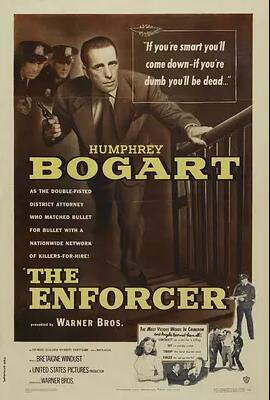 "If you're smart you'll
come down-if you're
dumb you'll be dead..."
HUMPHREY
BOGART
AS THE DOUBLE-FISTED
DISTRICT ATTORNEY
WHO MATCHED BULLET
FOR BULLET WITH A
NATIONWIDE NETWORK
OF KILLERS-FOR-HIRE!
"THE
ENFORCER"
presented by WARNER BROS.
BRETAIGNE WINDUST
A UNITED STATES PICTURES PRODUCTION
WARNER BROS.
THE MOST VICIOUS WORDS IN CRIMEDOM